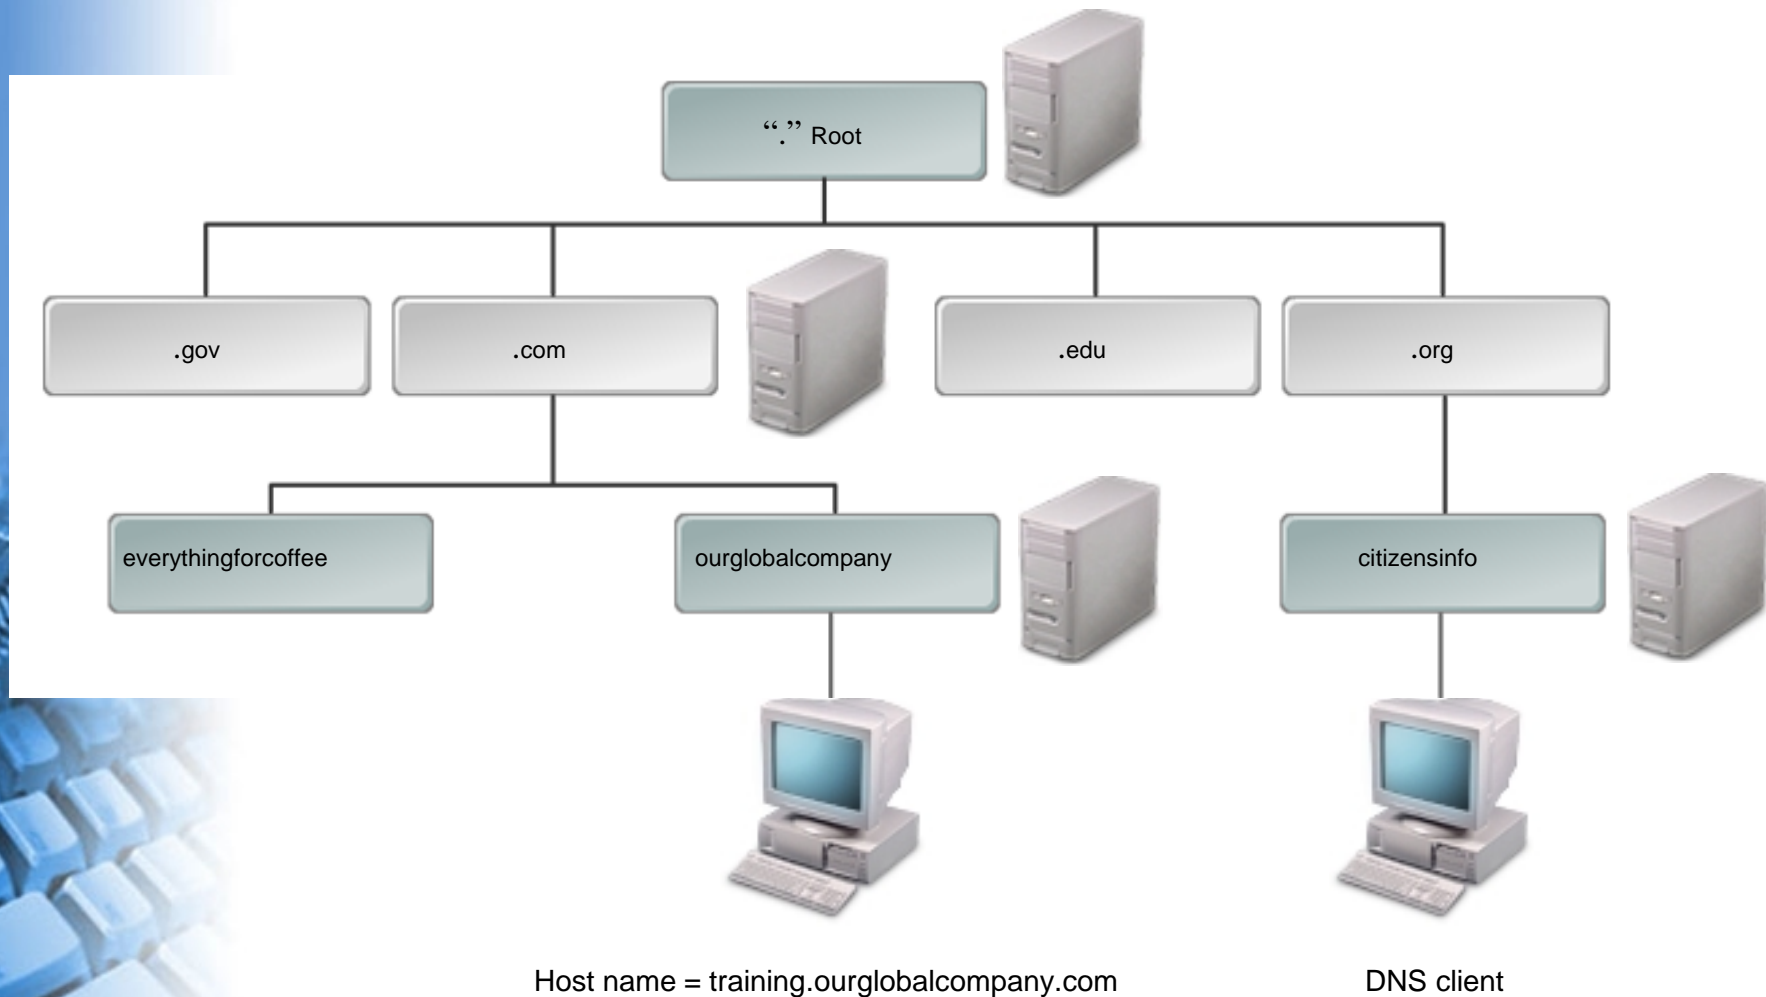 “.” Root
.gov
.com
.edu
.org
everythingforcoffee
ourglobalcompany
citizensinfo
Host name = training.ourglobalcompany.com
DNS client